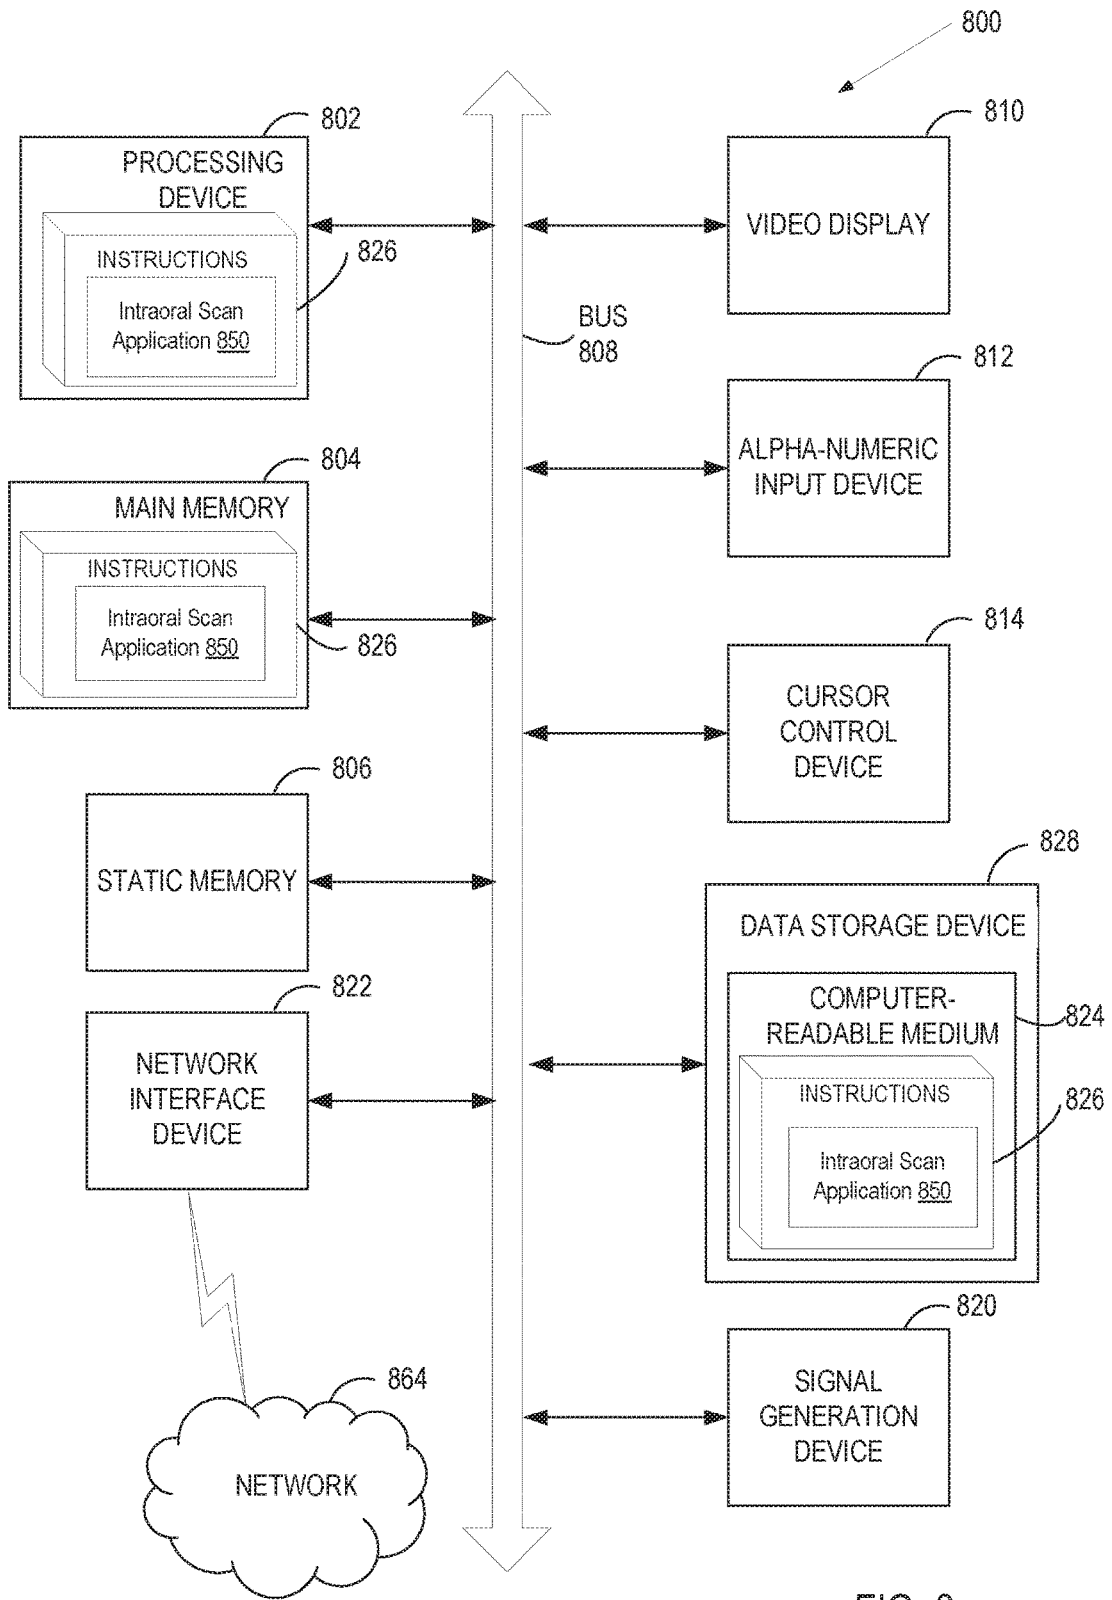 800
802
PROCESSING
DEVICE
INSTRUCTIONS
826
Intraoral Scan
Application 850
810
VIDEO DISPLAY
BUS
808
812
ALPHA-NUMERIC
INPUT DEVICE
804
MAIN MEMORY
INSTRUCTIONS
Intraoral Scan
Application 850
826
814
CURSOR
CONTROL
DEVICE
806
STATIC MEMORY
828
DATA STORAGE DEVICE
COMPUTER-
READABLE MEDIUM
824
INSTRUCTIONS
826
Intraoral Scan
Application 850
822
NETWORK
INTERFACE
DEVICE
820
SIGNAL
GENERATION
DEVICE
864
NETWORK